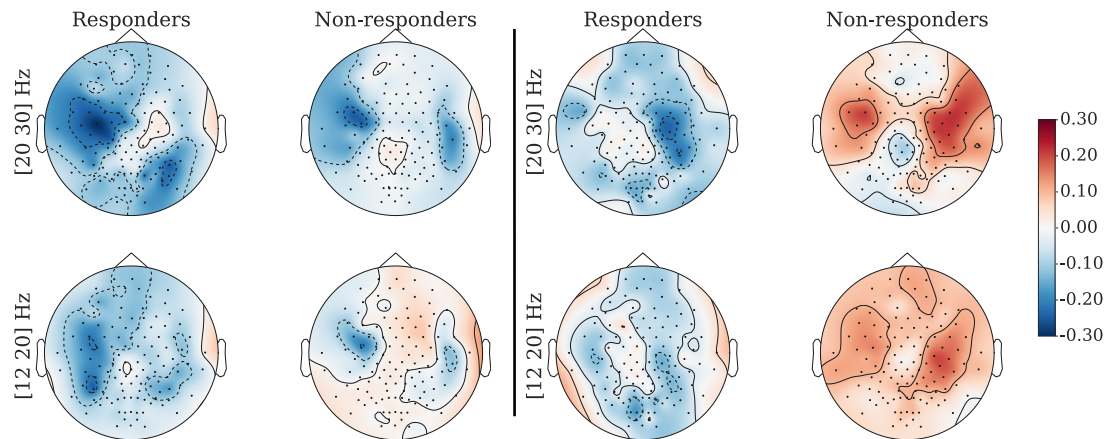 Responders
Non-responders
Responders
Non-responders
[20 30] Hz
[20 30] Hz
0.30
0.20
0.10
0.00
-0.10
-0.20
-0.30
[12 20] Hz
[12 20] Hz